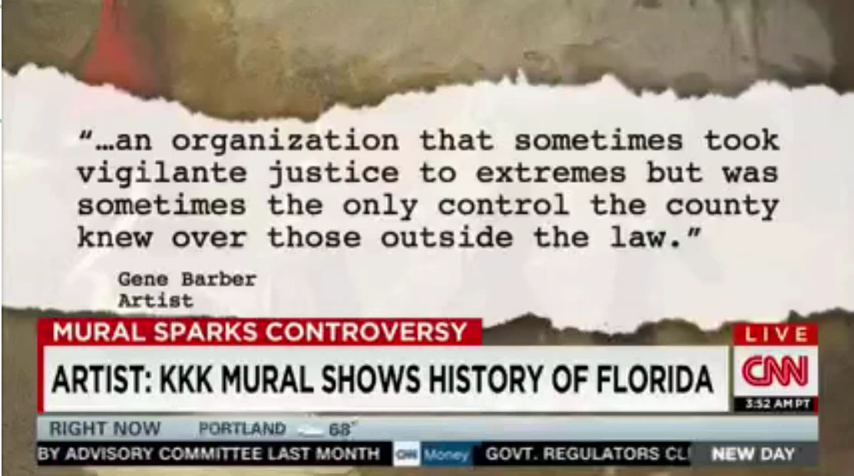 “…an organization that sometimes took
vigilante justice to extremes but was
sometimes the only control the county
knew over those outside the law.”
Gene Barber
Artist
MURAL SPARKS CONTROVERSY
LIVE
ARTIST: KKK MURAL SHOWS HISTORY OF FLORIDA
CNN
3:52 AM PT
RIGHT NOW PORTLAND 68°
BY ADVISORY COMMITTEE LAST MONTH CNN Money GOVT. REGULATORS NEW DAY